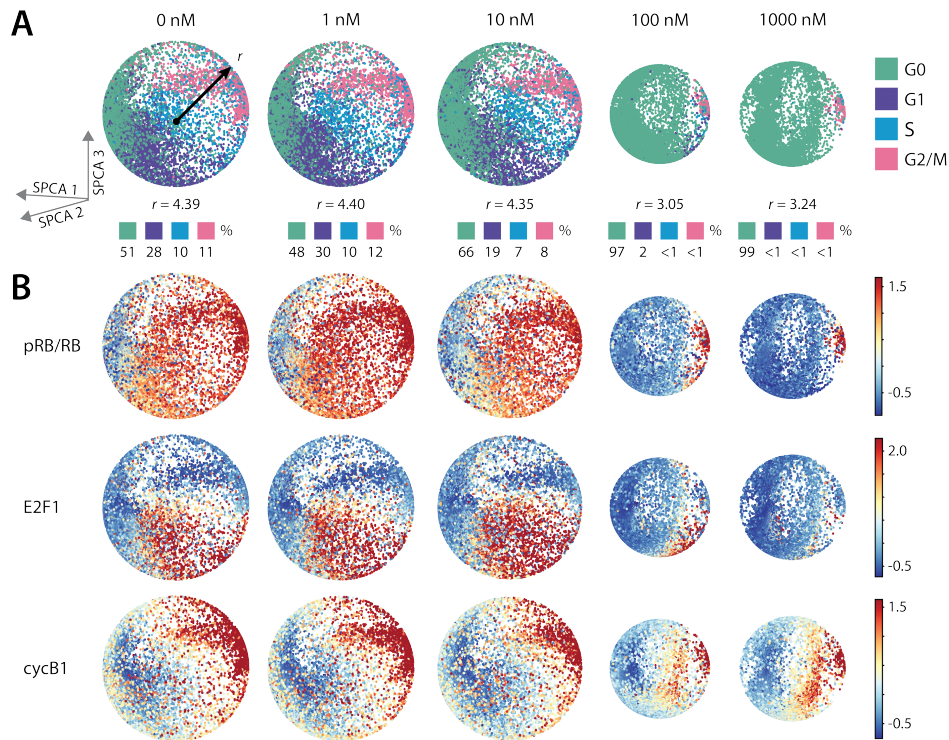 A
0 nM
1 nM
10 nM
100 nM
1000 nM
r
G0
G1
S
G2/M
SPCA 3
SPCA 1
SPCA 2
r = 4.39
r = 4.40
r = 4.35
r = 3.05
r = 3.24
%
%
%
%
%
51 28 10 11
48 30 10 12
66 19 7 8
97 2 <1 <1
99 <1 <1 <1
B
pRB/RB
1.5
-0.5
E2F1
2.0
-0.5
cycB1
1.5
-0.5